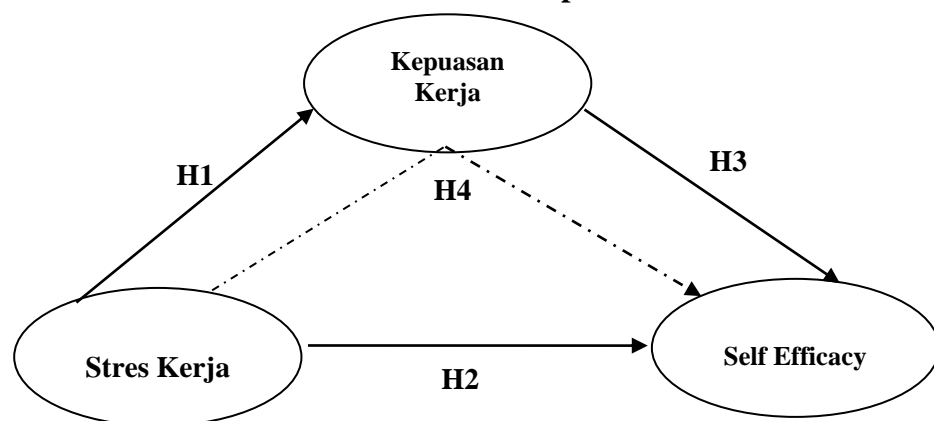 Kepuasan
Kerja
H1
H4
H3
Stres Kerja
H2
Self Efficacy